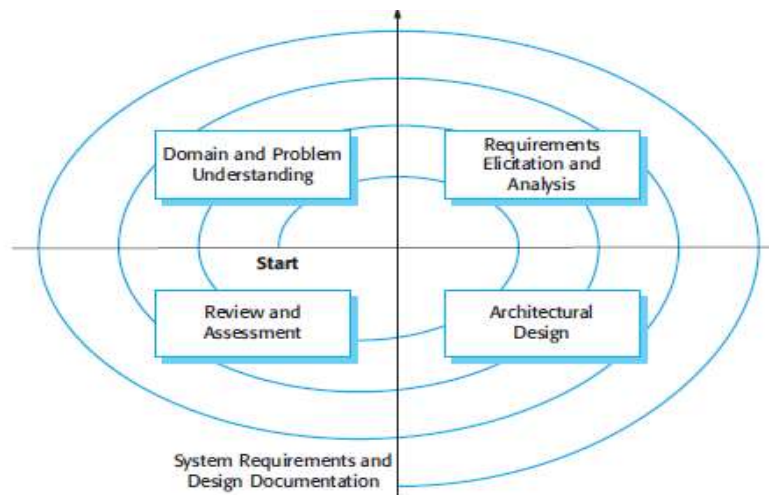 Domain and Problem
Understanding
Requirements
Elicitation and
Analysis
Start
Review and
Assessment
Architectural
Design
System Requirements and
Design Documentation